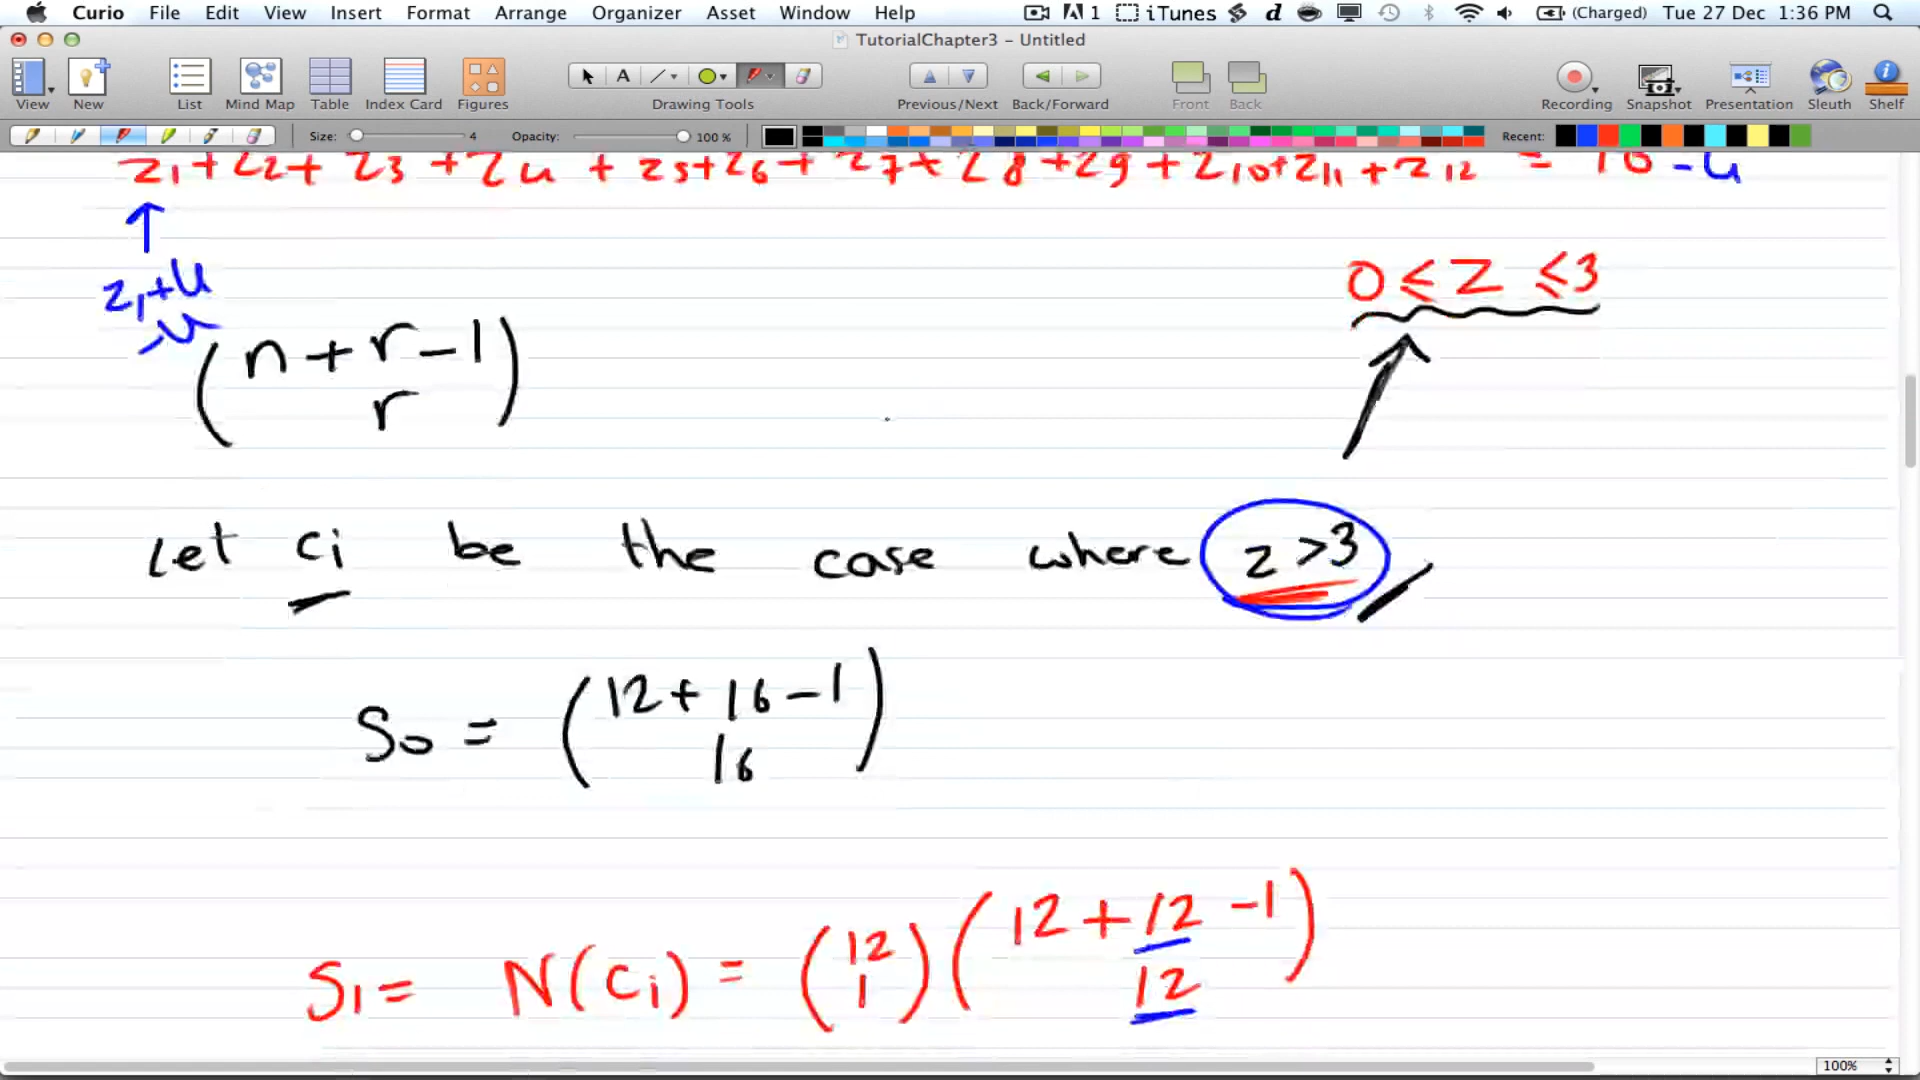 Curio File Edit View Insert Format Arrange Organizer Asset Window Help 1 iTunes d (Charged) Tue 27 Dec 1:36 PM
TutorialChapter3 – Untitled
View New List Mind Map Table Index Card Figures Drawing Tools Previous/Next Back/Forward Front Back Recording Snapshot Presentation Sleuth Shelf
Size: 4 Opacity: 100 % Recent:
z1 + z2 + z3 + z4 + z5 + z6 + z7 + z8 + z9 + z10 + z11 + z12 = 16 - 4
0 ≤ Z ≤ 3
z1 + 4
-4
(n + r - 1
r)
Let ci be the case where z > 3
S0 = (12 + 16 - 1
16)
S1 = N(ci) = (12
1) (12 + 12 - 1
12)
100%